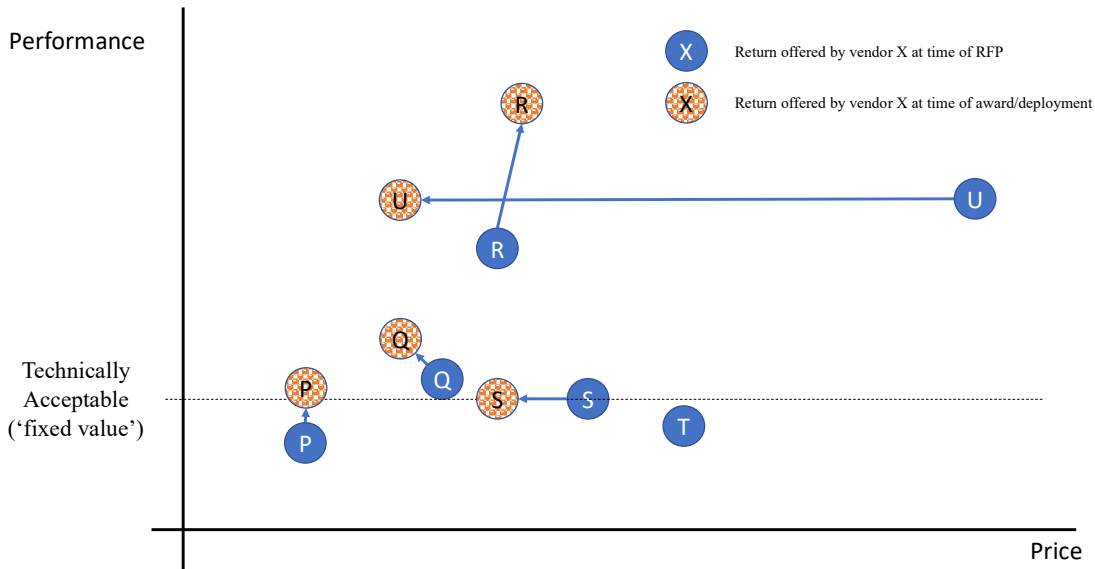 Performance
X
Return offered by vendor X at time of RFP
X
Return offered by vendor X at time of award/deployment
R
U
U
R
Q
Q
Technically
Acceptable
(‘fixed value’)
P
S
S
T
P
Price